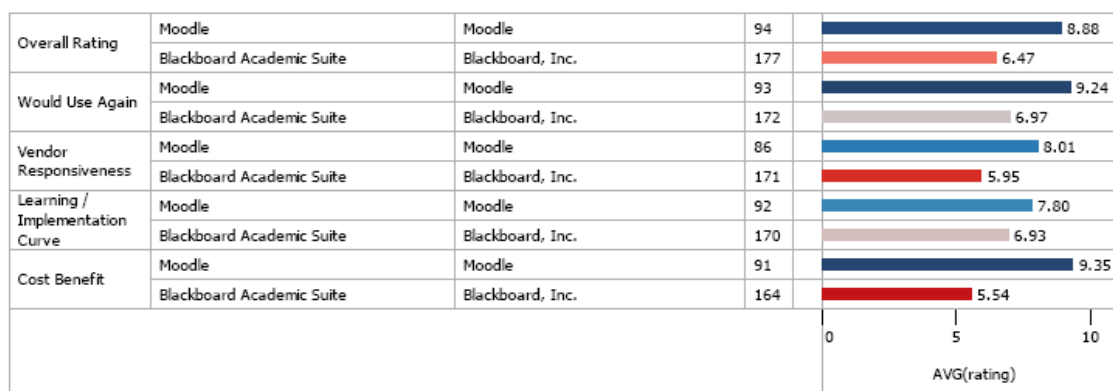 Overall Rating
Moodle Moodle 94 8.88
Blackboard Academic Suite Blackboard, Inc. 177 6.47
Would Use Again
Moodle Moodle 93 9.24
Blackboard Academic Suite Blackboard, Inc. 172 6.97
Vendor
Responsiveness
Moodle Moodle 86 8.01
Blackboard Academic Suite Blackboard, Inc. 171 5.95
Learning /
Implementation
Curve
Moodle Moodle 92 7.80
Blackboard Academic Suite Blackboard, Inc. 170 6.93
Cost Benefit
Moodle Moodle 91 9.35
Blackboard Academic Suite Blackboard, Inc. 164 5.54
0 5 10
AVG(rating)